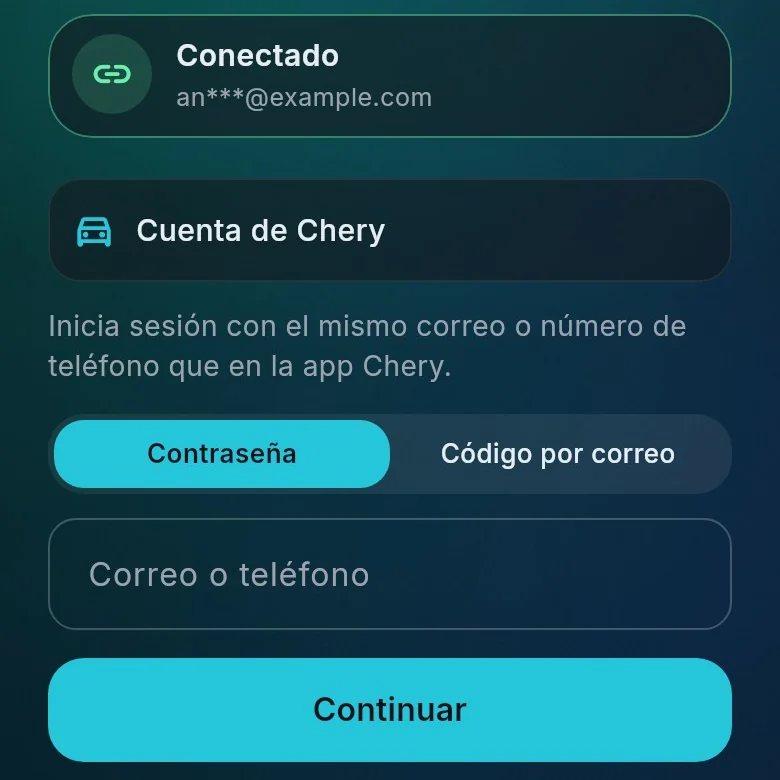 Conectado
an***@example.com
Cuenta de Chery
Inicia sesión con el mismo correo o número de
teléfono que en la app Chery.
Contraseña
Código por correo
Correo o teléfono
Continuar